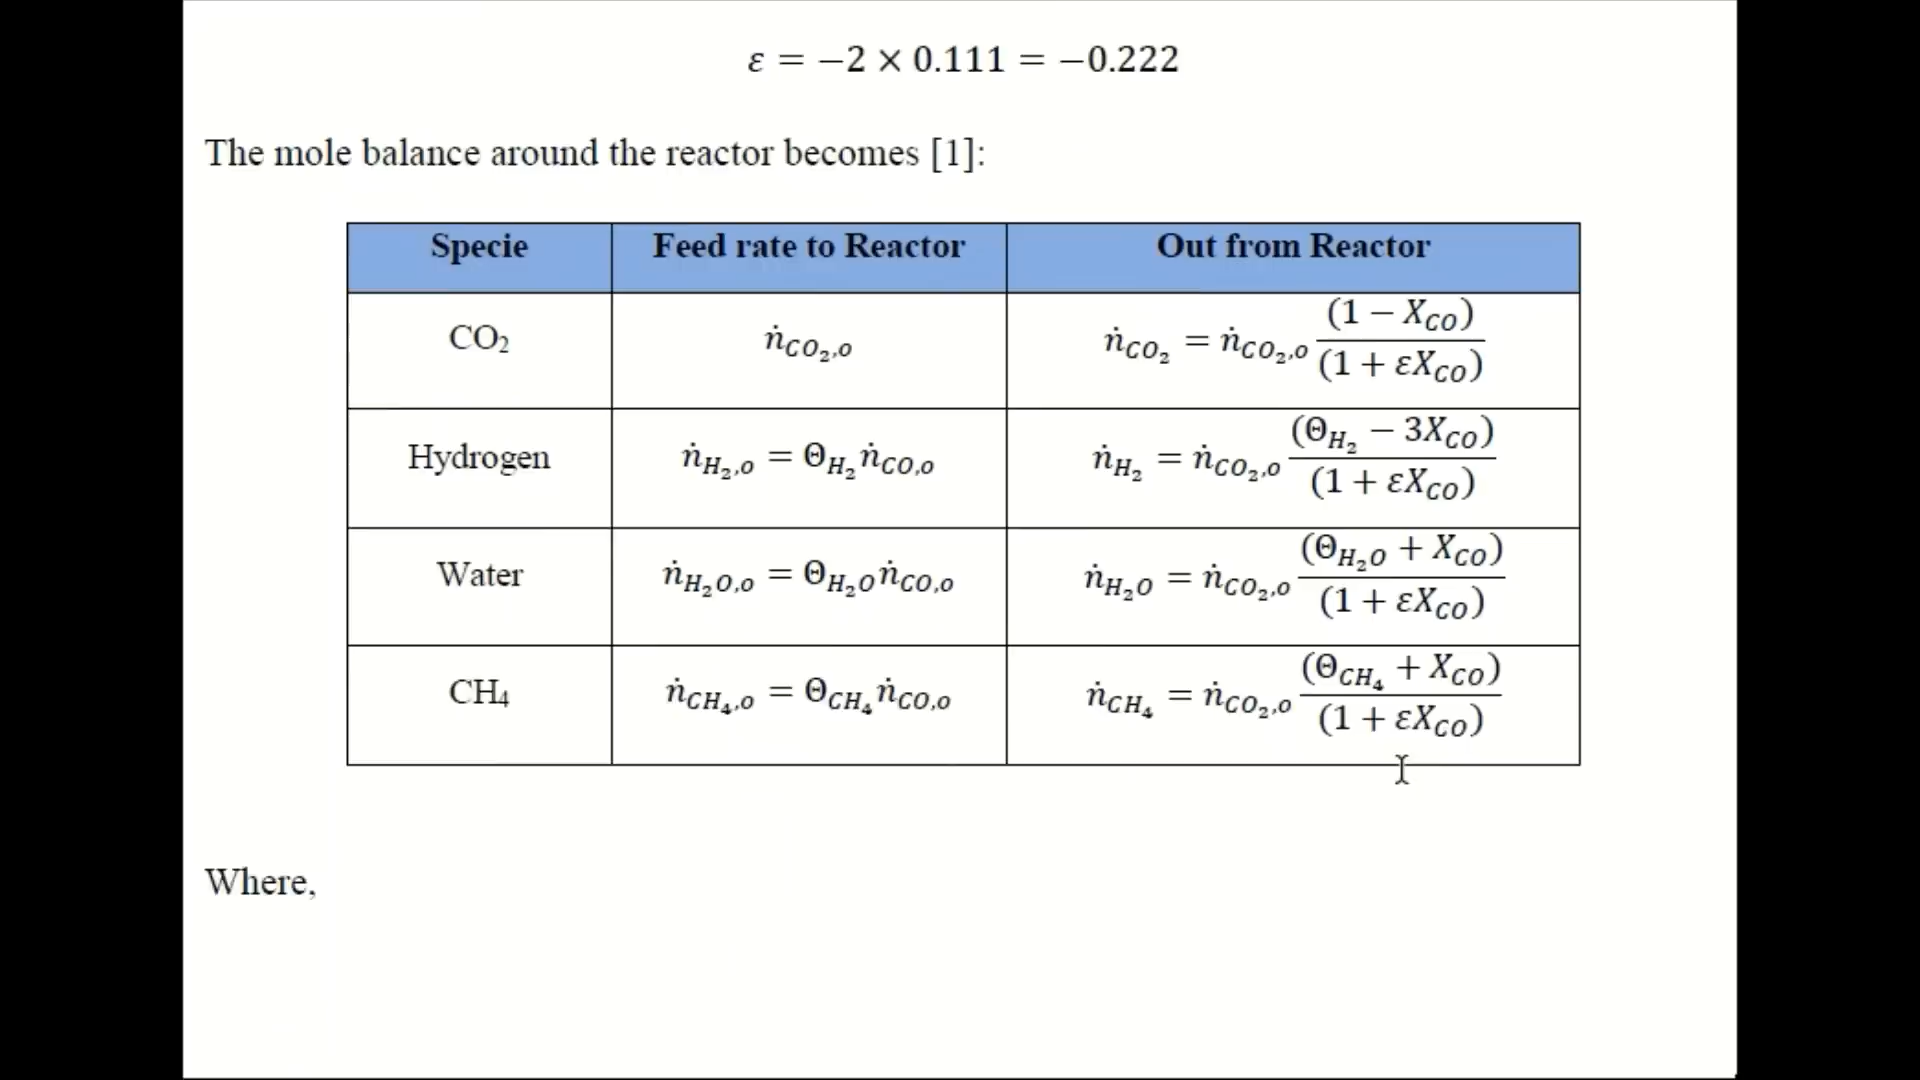 ε = −2 × 0.111 = −0.222
The mole balance around the reactor becomes [1]:
Specie | Feed rate to Reactor | Out from Reactor
CO₂ | ṅ_{CO₂,o} | ṅ_{CO₂} = ṅ_{CO₂,o} (1 − X_{CO}) / (1 + εX_{CO})
Hydrogen | ṅ_{H₂,o} = Θ_{H₂} ṅ_{CO,o} | ṅ_{H₂} = ṅ_{CO₂,o} (Θ_{H₂} − 3X_{CO}) / (1 + εX_{CO})
Water | ṅ_{H₂O,o} = Θ_{H₂O} ṅ_{CO,o} | ṅ_{H₂O} = ṅ_{CO₂,o} (Θ_{H₂O} + X_{CO}) / (1 + εX_{CO})
CH₄ | ṅ_{CH₄,o} = Θ_{CH₄} ṅ_{CO,o} | ṅ_{CH₄} = ṅ_{CO₂,o} (Θ_{CH₄} + X_{CO}) / (1 + εX_{CO})
Where,